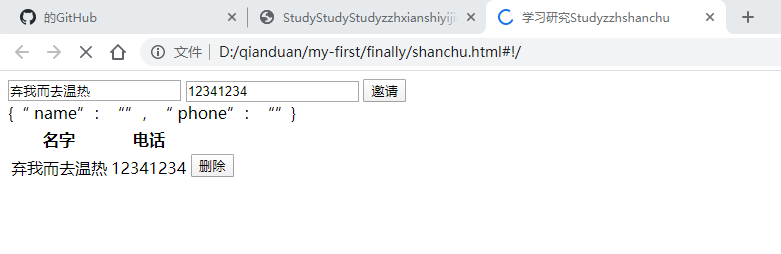 的GitHub
StudyStudyStudyzzhxianshiyiji
学习研究Studyzzhshanchu
文件 D:/qianduan/my-first/finally/shanchu.html#!/
弃我而去温热 12341234 邀请
{“ name”： “”， “ phone”： “”}
名字 电话
弃我而去温热 12341234 删除